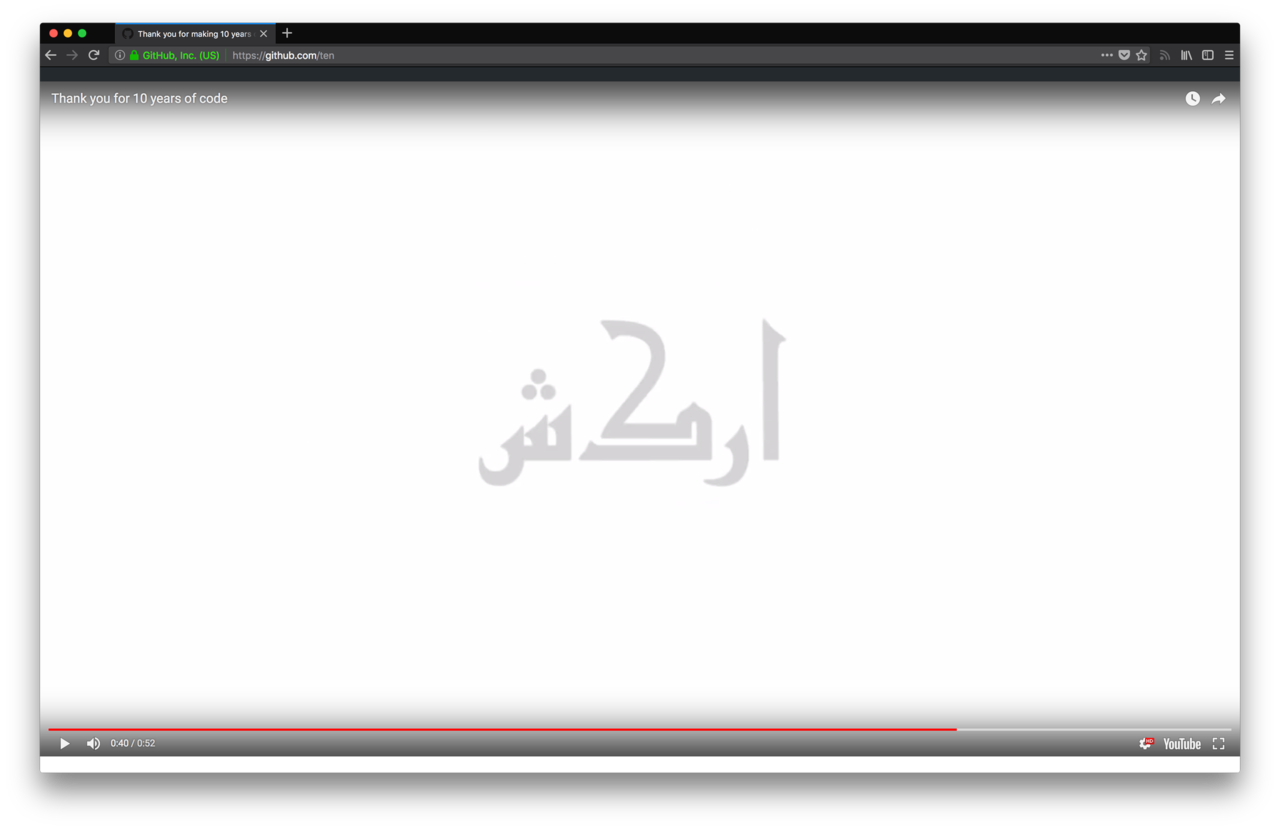 Thank you for making 10 years
GitHub, Inc. (US) https://github.com/ten
Thank you for 10 years of code
0:40 / 0:52
HD
YouTube